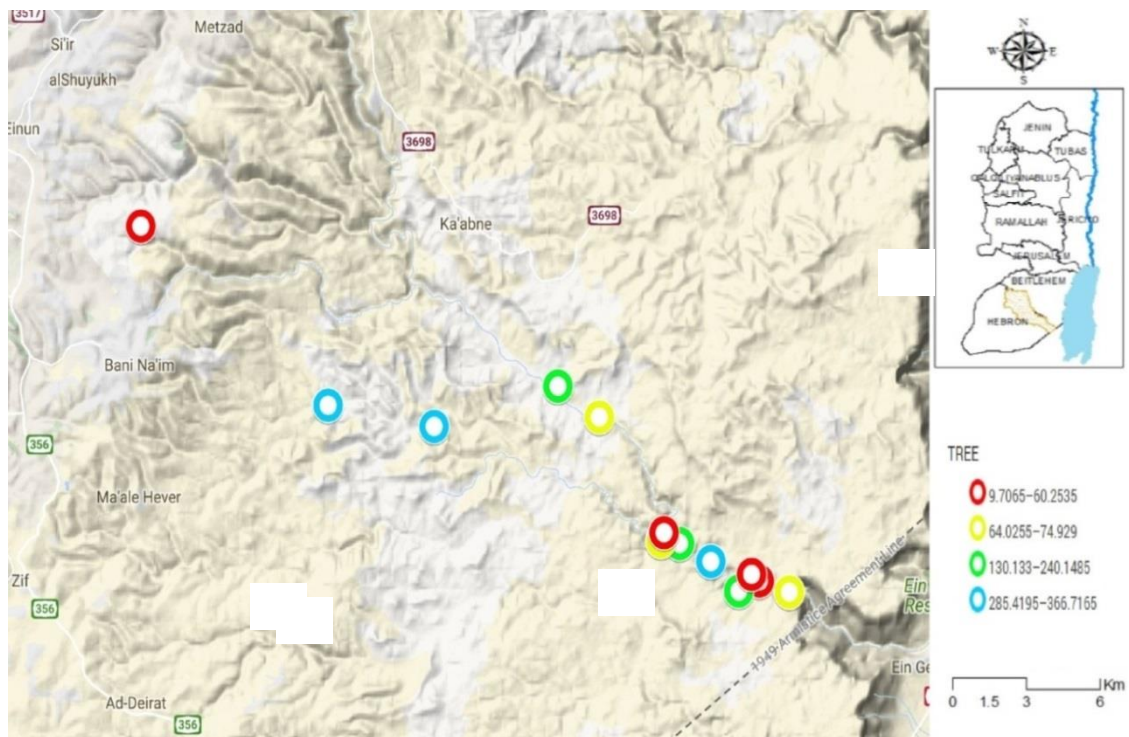 3517
Metzad
Si'ir
alShuyukh
Einun
3698
Ka'abne
3698
Bani Na'im
356
Ma'ale Hever
Zif
356
Ad-Deirat
356
1949 Armistice Agreement Line
Ein
Res
Ein Ge
N
W E
S
JENIN
TUBAS
NABLUS
SALFIT
RAMALLAH
JERICHO
JERUSALEM
BEITLEHEM
HEBRON
TREE
9.7065–60.2535
64.0255–74.929
130.133–240.1485
285.4195–366.7165
Km
0 1.5 3 6